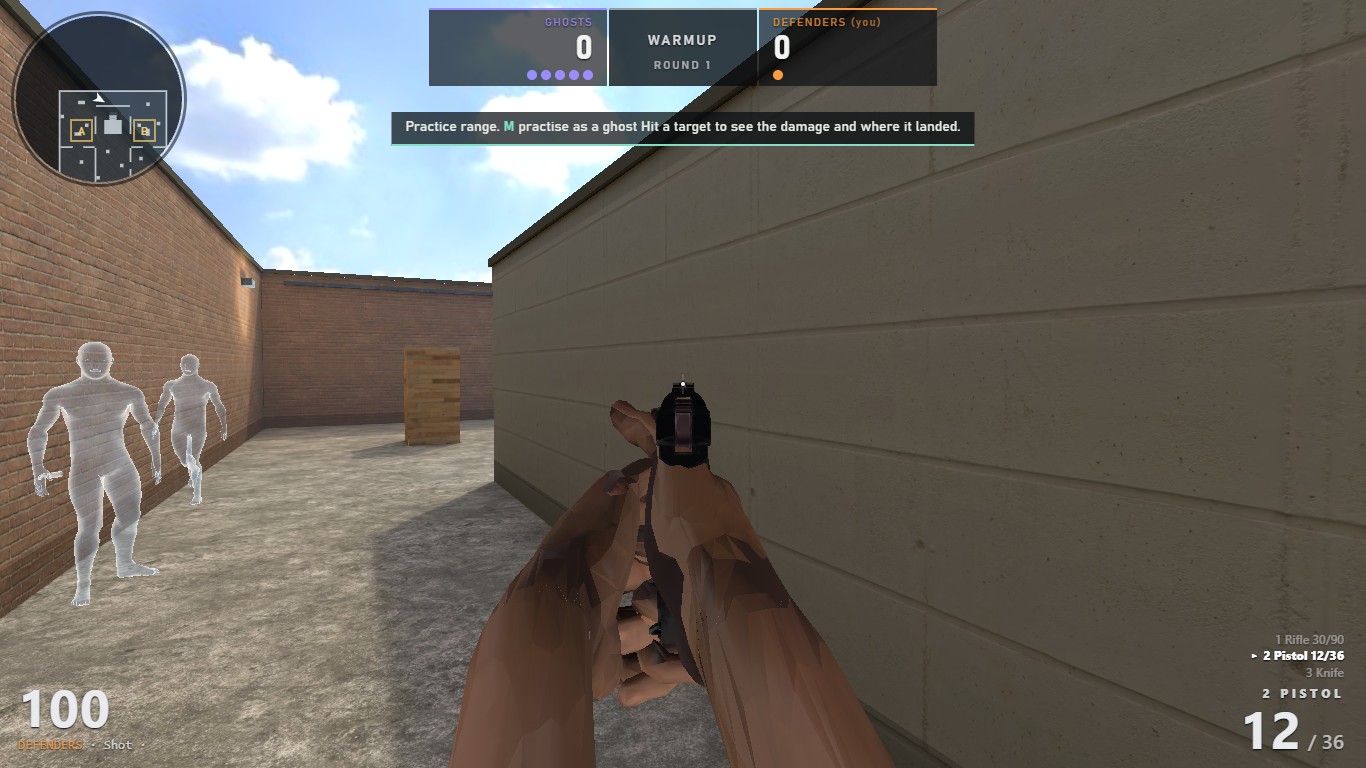 GHOSTS
0
WARMUP
ROUND 1
DEFENDERS (you)
0
Practice range. M practise as a ghost Hit a target to see the damage and where it landed.
A
B
1 Rifle 30/90
▸ 2 Pistol 12/36
3 Knife
2 PISTOL
12 / 36
100
DEFENDERS · Shot ·